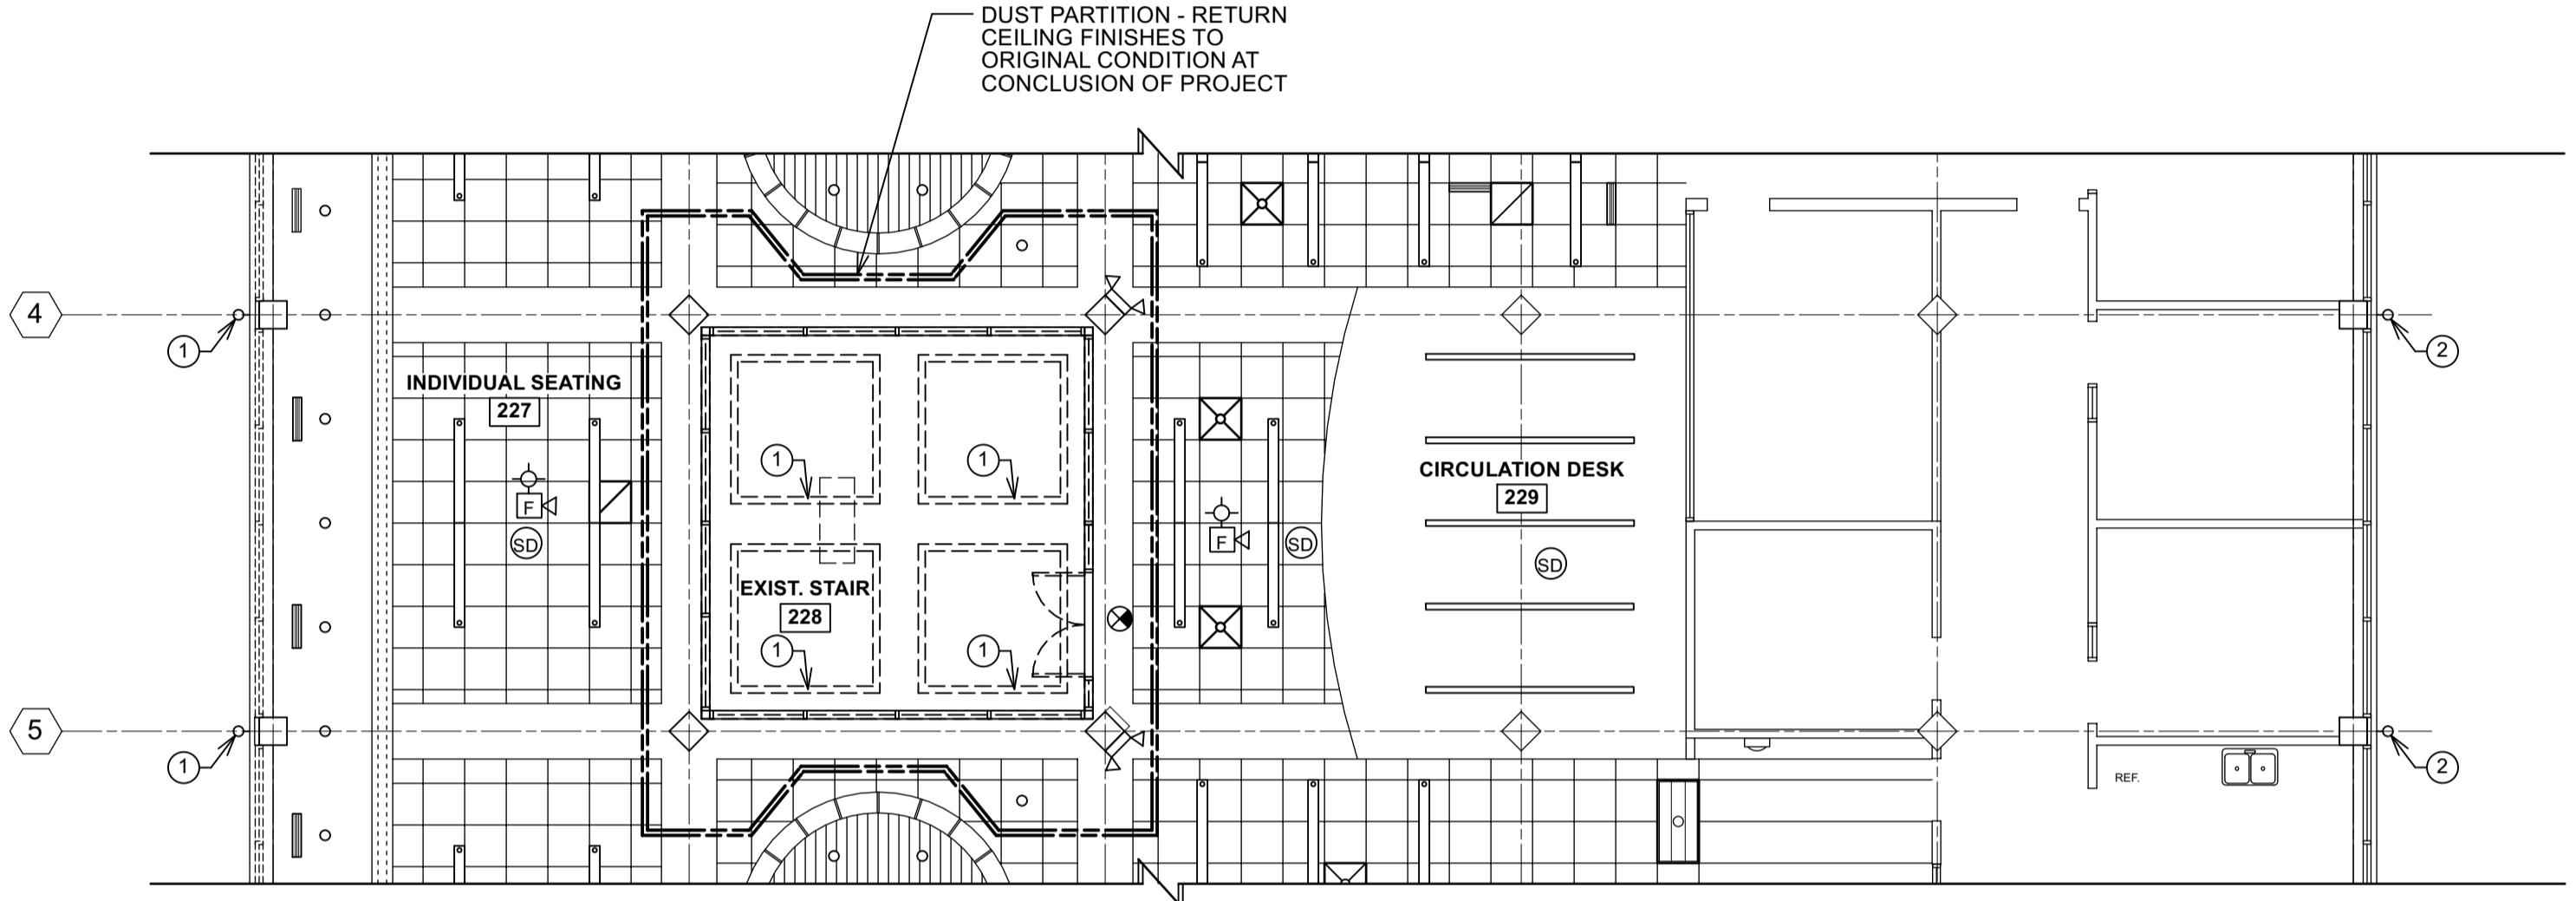 DUST PARTITION - RETURN
CEILING FINISHES TO
ORIGINAL CONDITION AT
CONCLUSION OF PROJECT
4
1
2
INDIVIDUAL SEATING
227
1
1
CIRCULATION DESK
229
F
F
SD
SD
SD
EXIST. STAIR
228
1
1
5
1
2
REF.